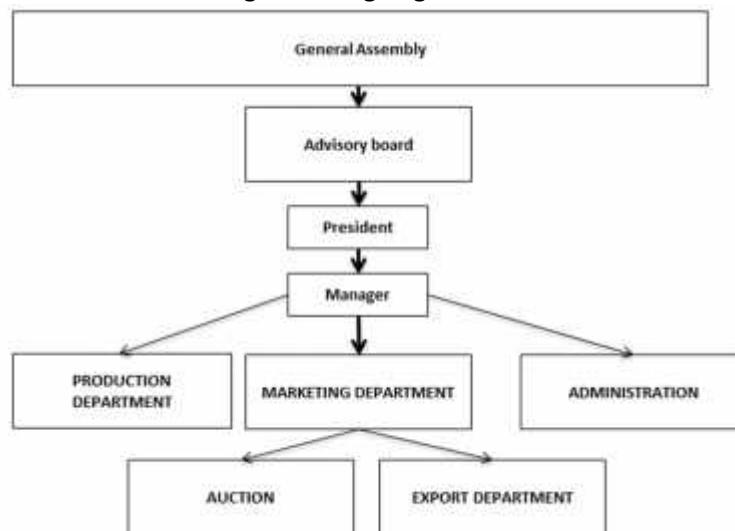 General Assembly
Advisory board
President
Manager
PRODUCTION
DEPARTMENT
MARKETING DEPARTMENT
ADMINISTRATION
AUCTION
EXPORT DEPARTMENT